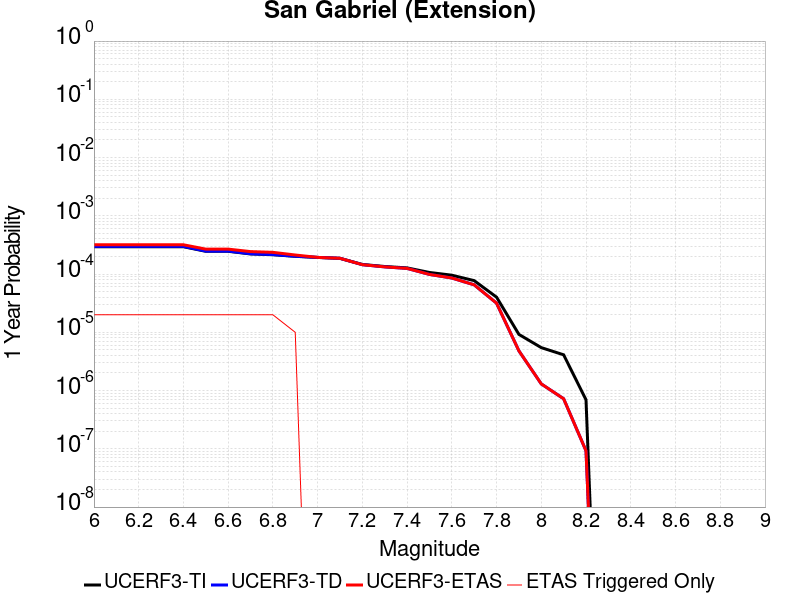 San Gabriel (Extension)
10^0
10^-1
10^-2
10^-3
10^-4
10^-5
10^-6
10^-7
10^-8
1 Year Probability
6 6.2 6.4 6.6 6.8 7 7.2 7.4 7.6 7.8 8 8.2 8.4 8.6 8.8 9
Magnitude
UCERF3-TI UCERF3-TD UCERF3-ETAS ETAS Triggered Only